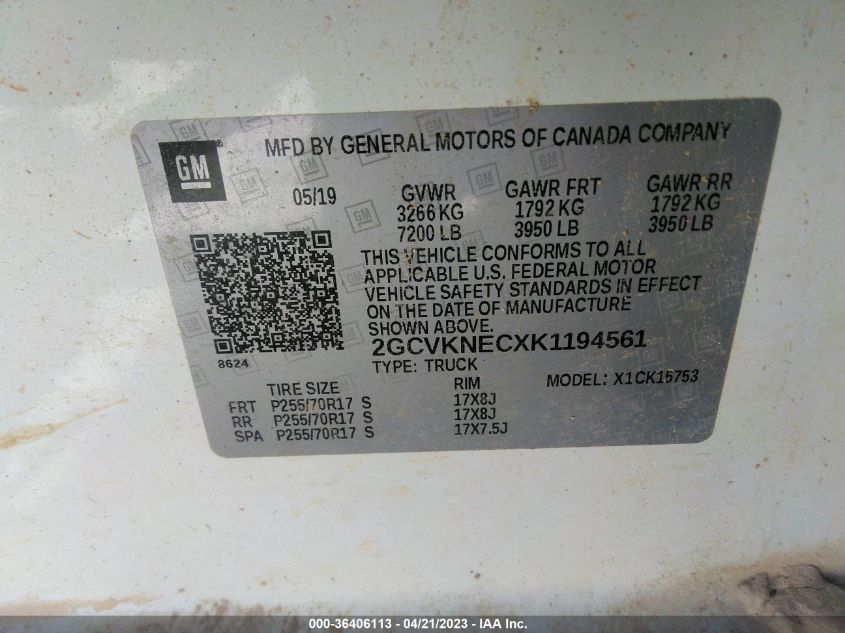 GM
MFD BY GENERAL MOTORS OF CANADA COMPANY
05/19 GVWR GAWR FRT GAWR RR
3266 KG 1792 KG 1792 KG
7200 LB 3950 LB 3950 LB
THIS VEHICLE CONFORMS TO ALL
APPLICABLE U.S. FEDERAL MOTOR
VEHICLE SAFETY STANDARDS IN EFFECT
ON THE DATE OF MANUFACTURE
SHOWN ABOVE.
8624
2GCVKNECXK1194561
TYPE: TRUCK
MODEL: X1CK15753
TIRE SIZE RIM
FRT P255/70R17 S 17X8J
RR P255/70R17 S 17X8J
SPA P255/70R17 S 17X7.5J
000-36406113 - 04/21/2023 - IAA Inc.